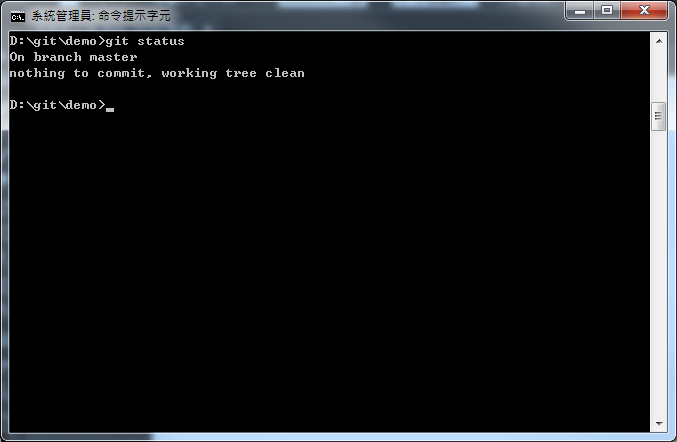 系統管理員: 命令提示字元
D:\git\demo>git status
On branch master
nothing to commit, working tree clean
D:\git\demo>